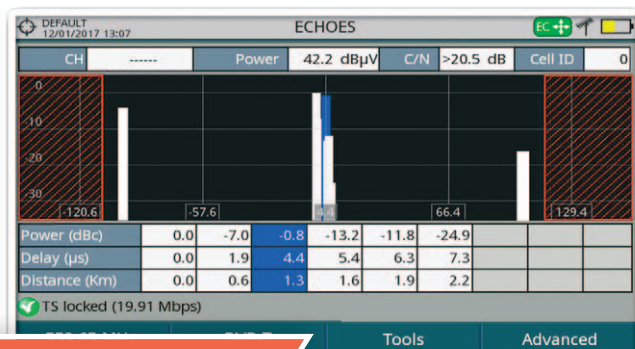 DEFAULT
12/01/2017 13:07
ECHOES
EC
CH ------ Power 42.2 dBµV C/N >20.5 dB Cell ID 0
0
-10
-20
-30
-120.6 -57.6 4.4 66.4 129.4
Power (dBc) 0.0 -7.0 -0.8 -13.2 -11.8 -24.9
Delay (µs) 0.0 1.9 4.4 5.4 6.3 7.3
Distance (Km) 0.0 0.6 1.3 1.6 1.9 2.2
TS locked (19.91 Mbps)
Tools Advanced